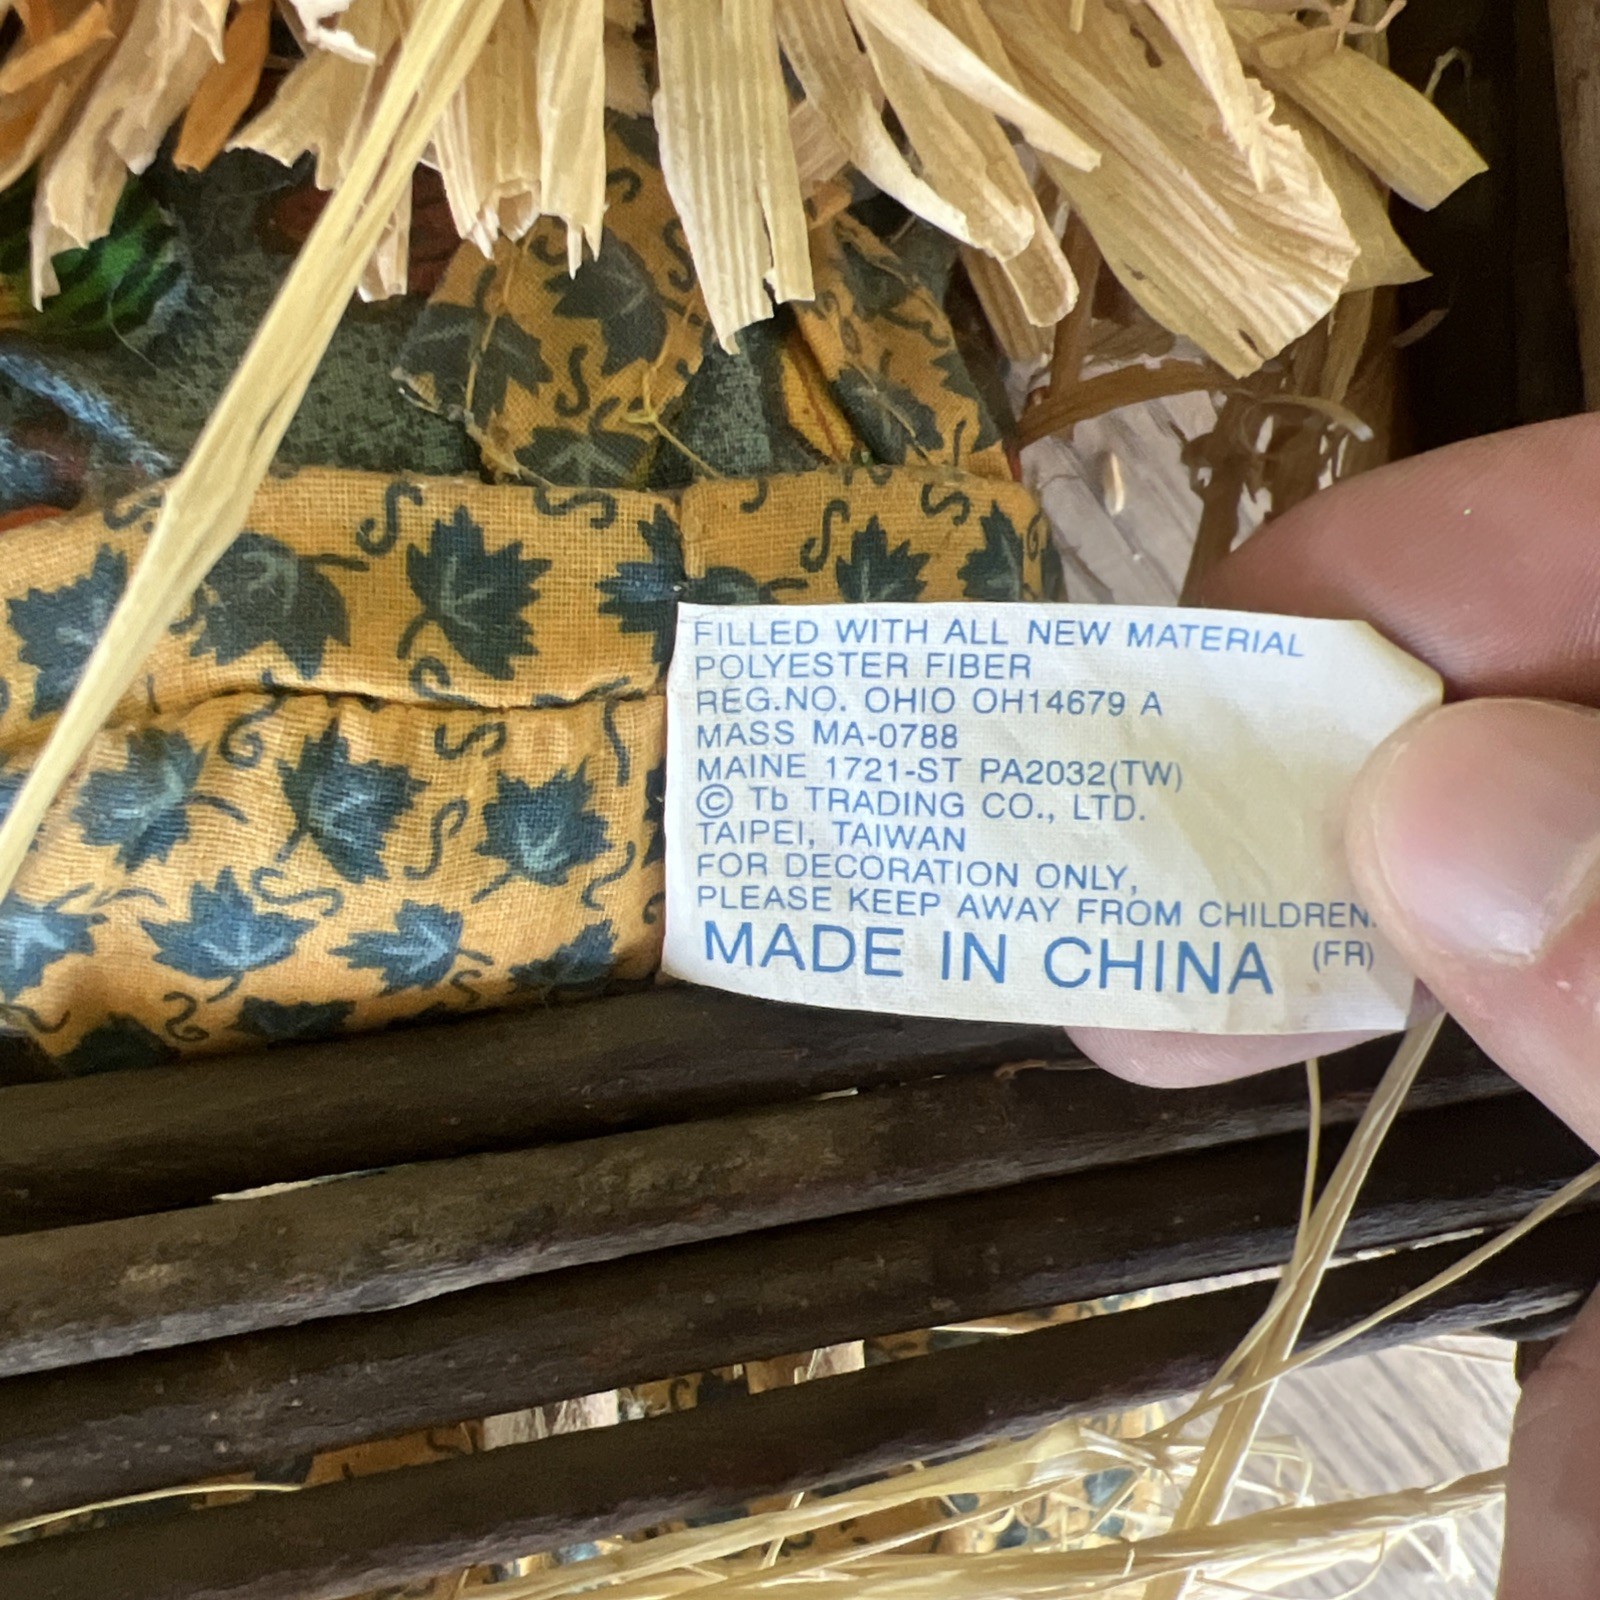 FILLED WITH ALL NEW MATERIAL
POLYESTER FIBER
REG.NO. OHIO OH14679 A
MASS MA-0788
MAINE 1721-ST PA2032(TW)
© Tb TRADING CO., LTD.
TAIPEI, TAIWAN
FOR DECORATION ONLY,
PLEASE KEEP AWAY FROM CHILDREN.
MADE IN CHINA (FR)